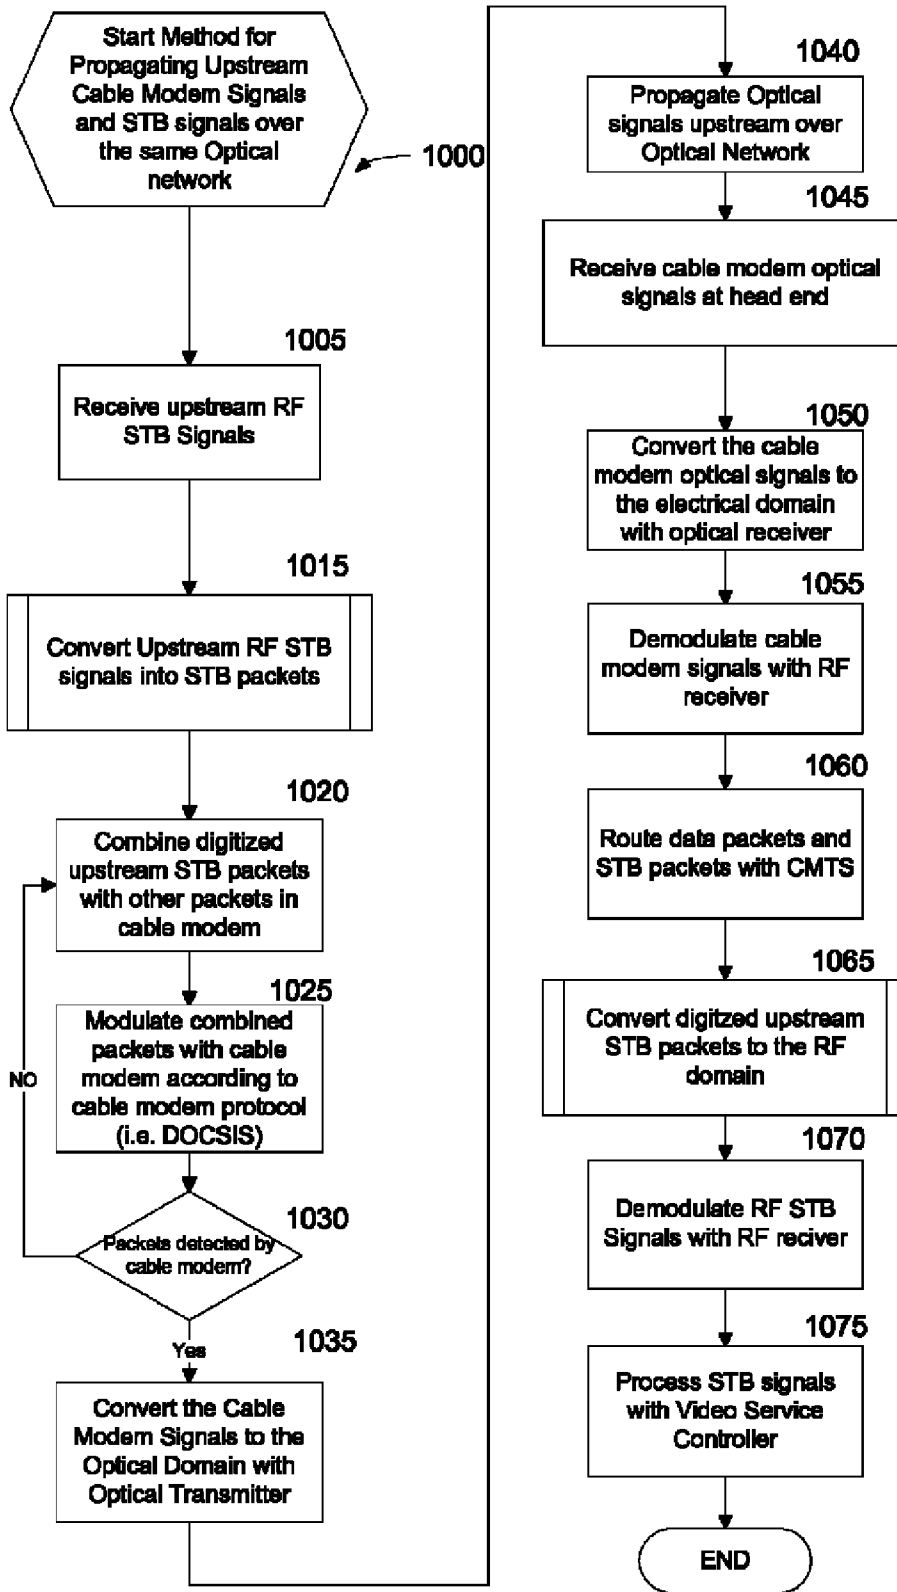 Start Method for
Propagating Upstream
Cable Modem Signals
and STB signals over
the same Optical
network
1000
1005
Receive upstream RF
STB Signals
1015
Convert Upstream RF STB
signals into STB packets
1020
Combine digitized
upstream STB packets
with other packets in
cable modem
1025
Modulate combined
packets with cable
modem according to
cable modem protocol
(i.e. DOCSIS)
NO
1030
Packets detected by
cable modem?
Yes
1035
Convert the Cable
Modem Signals to the
Optical Domain with
Optical Transmitter
1040
Propagate Optical
signals upstream over
Optical Network
1045
Receive cable modem optical
signals at head end
1050
Convert the cable
modem optical signals to
the electrical domain
with optical receiver
1055
Demodulate cable
modem signals with RF
receiver
1060
Route data packets and
STB packets with CMTS
1065
Convert digitzed upstream
STB packets to the RF
domain
1070
Demodulate RF STB
Signals with RF reciver
1075
Process STB signals
with Video Service
Controller
END